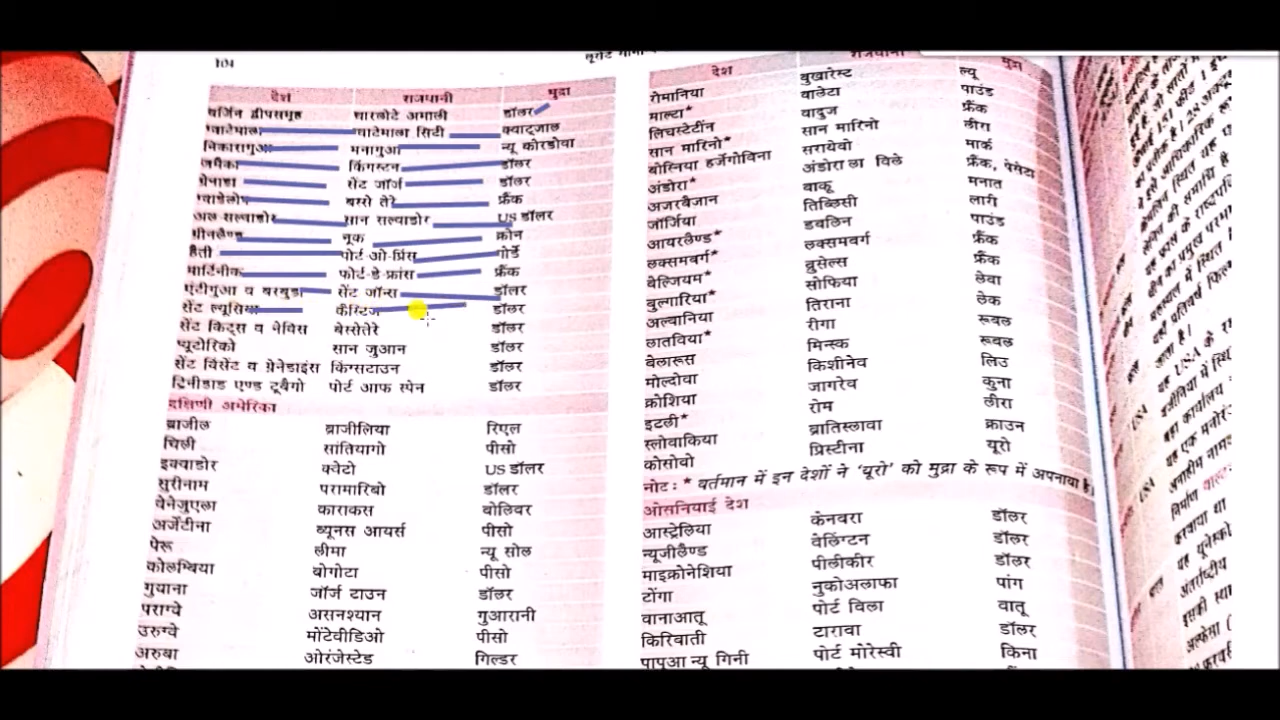 101
देश राजधानी मुद्रा
वर्जिन द्वीपसमूह चारलोटे अमाली डॉलर
ग्वाटेमाला ग्वाटेमाला सिटी क्वाट्जाल
निकारागुआ मनागुआ न्यू कोरडोवा
जमैका किंगस्टन डॉलर
ग्रेनाडा सेंट जॉर्ज डॉलर
ग्वाडेलोप बस्से तेरे फ्रैंक
अल सल्वाडोर सान सल्वाडोर US डॉलर
ग्रीनलैण्ड नूक क्रोन
हैती पोर्ट-ओ-प्रिंस गोर्डे
मार्टिनीक फोर्ट-डे-फ्रांस फ्रैंक
एंटीगुआ व बरबुडा सेंट जॉन्स डॉलर
सेंट ल्यूसिया कैस्ट्रिज डॉलर
सेंट किट्स व नेविस बेस्सेतेरे डॉलर
प्यूटोरिको सान जुआन डॉलर
सेंट विंसेंट व ग्रेनेडाइंस किंग्सटाउन डॉलर
ट्रिनीडाड एण्ड टूबैगो पोर्ट आफ स्पेन डॉलर
दक्षिणी अमेरिका
ब्राजील ब्राजीलिया रिएल
चिली सांतियागो पीसो
इक्वाडोर क्वेटो US डॉलर
सुरीनाम परामारिबो डॉलर
वेनेजुएला काराकस बोलिवर
अर्जेंटीना ब्यूनस आयर्स पीसो
पेरू लीमा न्यू सोल
कोलम्बिया बोगोटा पीसो
गुयाना जॉर्ज टाउन डॉलर
पराग्वे असनश्यान गुआरानी
उरुग्वे मोंटेवीडिओ पीसो
अरुबा ओरंजेस्टेड गिल्डर
देश राजधानी मुद्रा
रोमानिया बुखारेस्ट ल्यू
माल्टा* वालेटा पाउंड
लिचस्टेटींन वादुज फ्रैंक
सान मारिनो* सान मारिनो लीरा
बोस्निया हर्जेगोविना सरायेवो मार्क
अंडोरा* अंडोरा ला विले फ्रैंक, पेसेटा
अजरबैजान बाकू मनात
जॉर्जिया तिब्लिसी लारी
आयरलैण्ड* डबलिन पाउंड
लक्समबर्ग* लक्समबर्ग फ्रैंक
बेल्जियम* ब्रुसेल्स फ्रैंक
बुल्गारिया* सोफिया लेवा
अल्बानिया तिराना लेक
लातविया* रीगा रूबल
बेलारूस मिन्स्क रूबल
मोल्दोवा किशीनेव लिउ
क्रोशिया जागरेव कुना
इटली* रोम लीरा
स्लोवाकिया ब्रातिस्लावा क्राउन
कोसोवो प्रिस्टीना यूरो
नोट: * वर्तमान में इन देशों ने 'यूरो' को मुद्रा के रूप में अपनाया है
ओसनियाई देश
आस्ट्रेलिया केनबरा डॉलर
न्यूजीलैण्ड वेलिंग्टन डॉलर
माइक्रोनेशिया पीलीकीर डॉलर
टोंगा नुकोअलाफा पांग
वानाआतू पोर्ट विला वातू
किरिबाती टारावा डॉलर
पापुआ न्यू गिनी पोर्ट मोरेस्वी किना